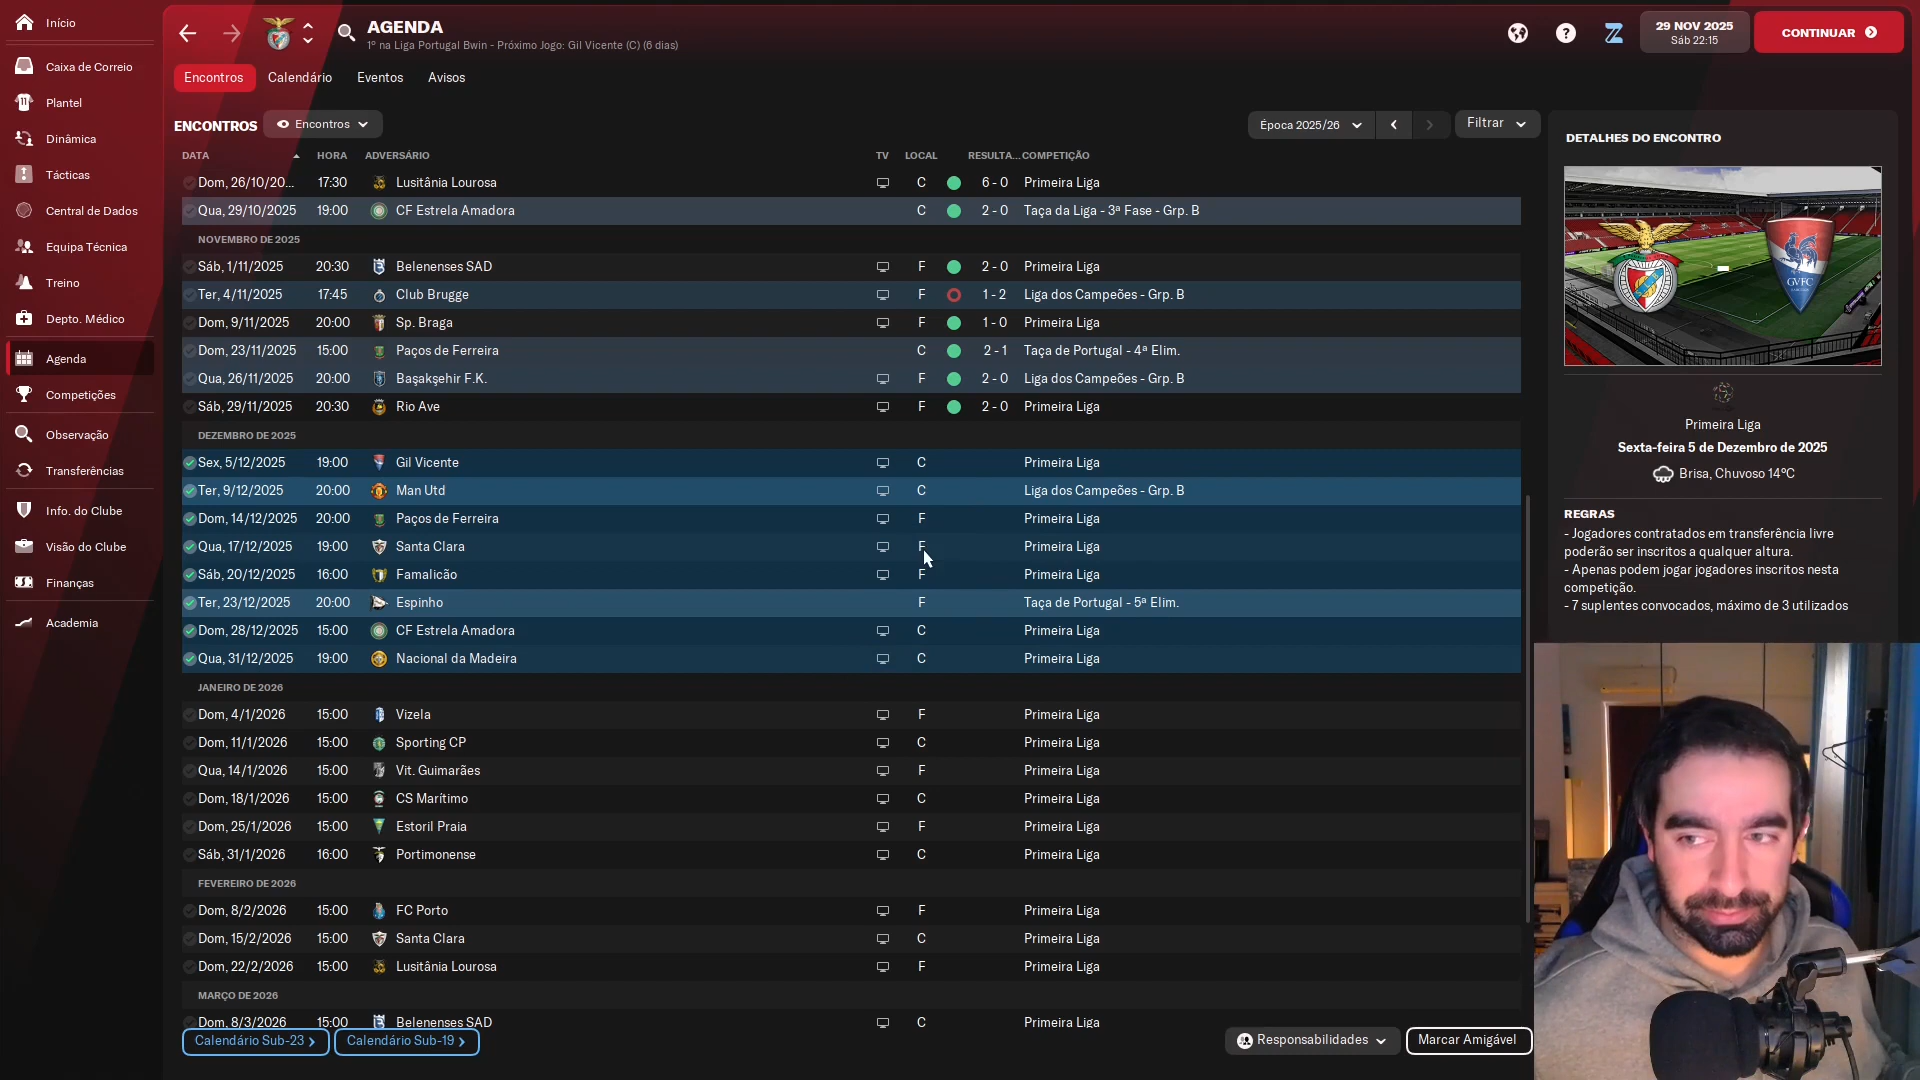 Início
Caixa de Correio
Plantel
Dinâmica
Tácticas
Central de Dados
Equipa Técnica
Treino
Depto. Médico
Agenda
Competições
Observação
Transferências
Info. do Clube
Visão do Clube
Finanças
Academia
AGENDA
1º na Liga Portugal Bwin - Próximo Jogo: Gil Vicente (C) (6 dias)
29 NOV 2025
Sáb 22:15
CONTINUAR
Encontros Calendário Eventos Avisos
ENCONTROS Encontros Época 2025/26 Filtrar
DATA HORA ADVERSÁRIO TV LOCAL RESULTA... COMPETIÇÃO
Dom, 26/10/20... 17:30 Lusitânia Lourosa C 6 - 0 Primeira Liga
Qua, 29/10/2025 19:00 CF Estrela Amadora C 2 - 0 Taça da Liga - 3ª Fase - Grp. B
NOVEMBRO DE 2025
Sáb, 1/11/2025 20:30 Belenenses SAD F 2 - 0 Primeira Liga
Ter, 4/11/2025 17:45 Club Brugge F 1 - 2 Liga dos Campeões - Grp. B
Dom, 9/11/2025 20:00 Sp. Braga F 1 - 0 Primeira Liga
Dom, 23/11/2025 15:00 Paços de Ferreira C 2 - 1 Taça de Portugal - 4ª Elim.
Qua, 26/11/2025 20:00 Başakşehir F.K. F 2 - 0 Liga dos Campeões - Grp. B
Sáb, 29/11/2025 20:30 Rio Ave F 2 - 0 Primeira Liga
DEZEMBRO DE 2025
Sex, 5/12/2025 19:00 Gil Vicente C Primeira Liga
Ter, 9/12/2025 20:00 Man Utd C Liga dos Campeões - Grp. B
Dom, 14/12/2025 20:00 Paços de Ferreira F Primeira Liga
Qua, 17/12/2025 19:00 Santa Clara F Primeira Liga
Sáb, 20/12/2025 16:00 Famalicão F Primeira Liga
Ter, 23/12/2025 20:00 Espinho F Taça de Portugal - 5ª Elim.
Dom, 28/12/2025 15:00 CF Estrela Amadora C Primeira Liga
Qua, 31/12/2025 19:00 Nacional da Madeira C Primeira Liga
JANEIRO DE 2026
Dom, 4/1/2026 15:00 Vizela F Primeira Liga
Dom, 11/1/2026 15:00 Sporting CP C Primeira Liga
Qua, 14/1/2026 15:00 Vit. Guimarães F Primeira Liga
Dom, 18/1/2026 15:00 CS Marítimo C Primeira Liga
Dom, 25/1/2026 15:00 Estoril Praia F Primeira Liga
Sáb, 31/1/2026 16:00 Portimonense C Primeira Liga
FEVEREIRO DE 2026
Dom, 8/2/2026 15:00 FC Porto F Primeira Liga
Dom, 15/2/2026 15:00 Santa Clara C Primeira Liga
Dom, 22/2/2026 15:00 Lusitânia Lourosa F Primeira Liga
MARÇO DE 2026
Dom, 8/3/2026 15:00 Belenenses SAD C Primeira Liga
Calendário Sub-23 Calendário Sub-19 Responsabilidades Marcar Amigável
DETALHES DO ENCONTRO
GVFC
Primeira Liga
Sexta-feira 5 de Dezembro de 2025
Brisa, Chuvoso 14ºC
REGRAS
- Jogadores contratados em transferência livre
poderão ser inscritos a qualquer altura.
- Apenas podem jogar jogadores inscritos nesta
competição.
- 7 suplentes convocados, máximo de 3 utilizados